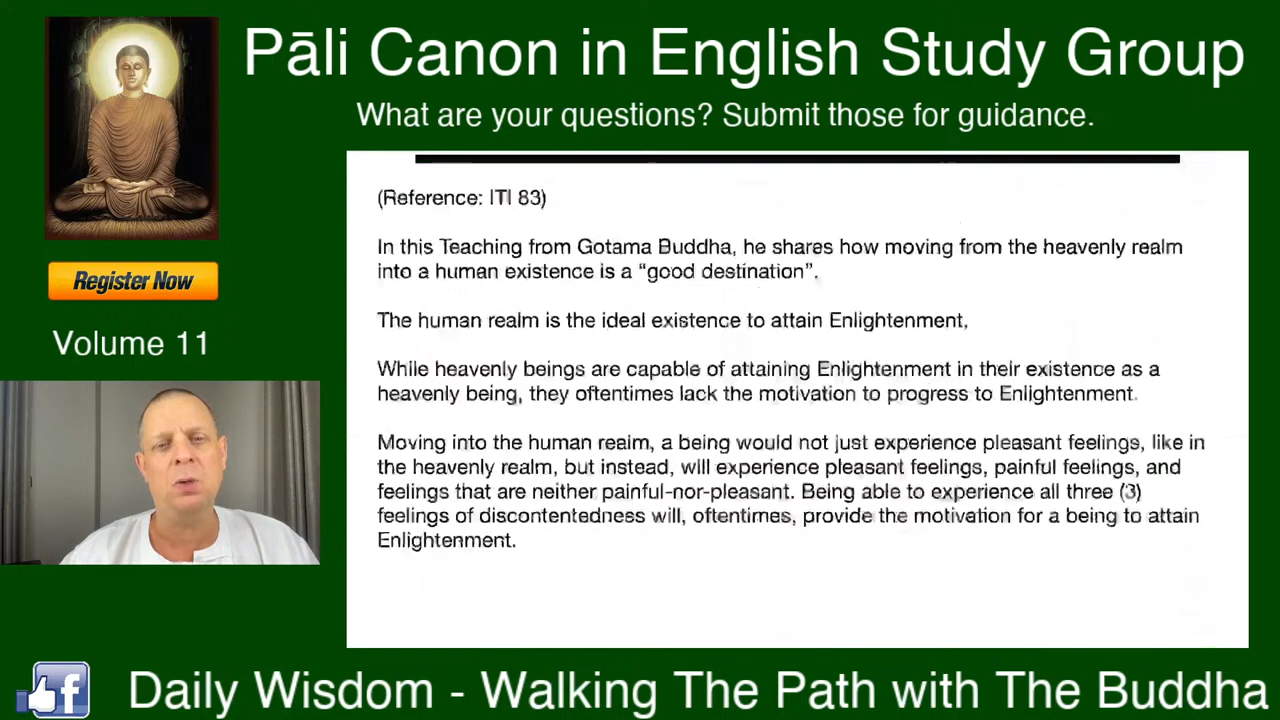 Pāli Canon in English Study Group
What are your questions? Submit those for guidance.
(Reference: ITI 83)
In this Teaching from Gotama Buddha, he shares how moving from the heavenly realm
into a human existence is a “good destination”.
The human realm is the ideal existence to attain Enlightenment,
While heavenly beings are capable of attaining Enlightenment in their existence as a
heavenly being, they oftentimes lack the motivation to progress to Enlightenment.
Moving into the human realm, a being would not just experience pleasant feelings, like in
the heavenly realm, but instead, will experience pleasant feelings, painful feelings, and
feelings that are neither painful-nor-pleasant. Being able to experience all three (3)
feelings of discontentedness will, oftentimes, provide the motivation for a being to attain
Enlightenment.
Register Now
Volume 11
f
Daily Wisdom - Walking The Path with The Buddha